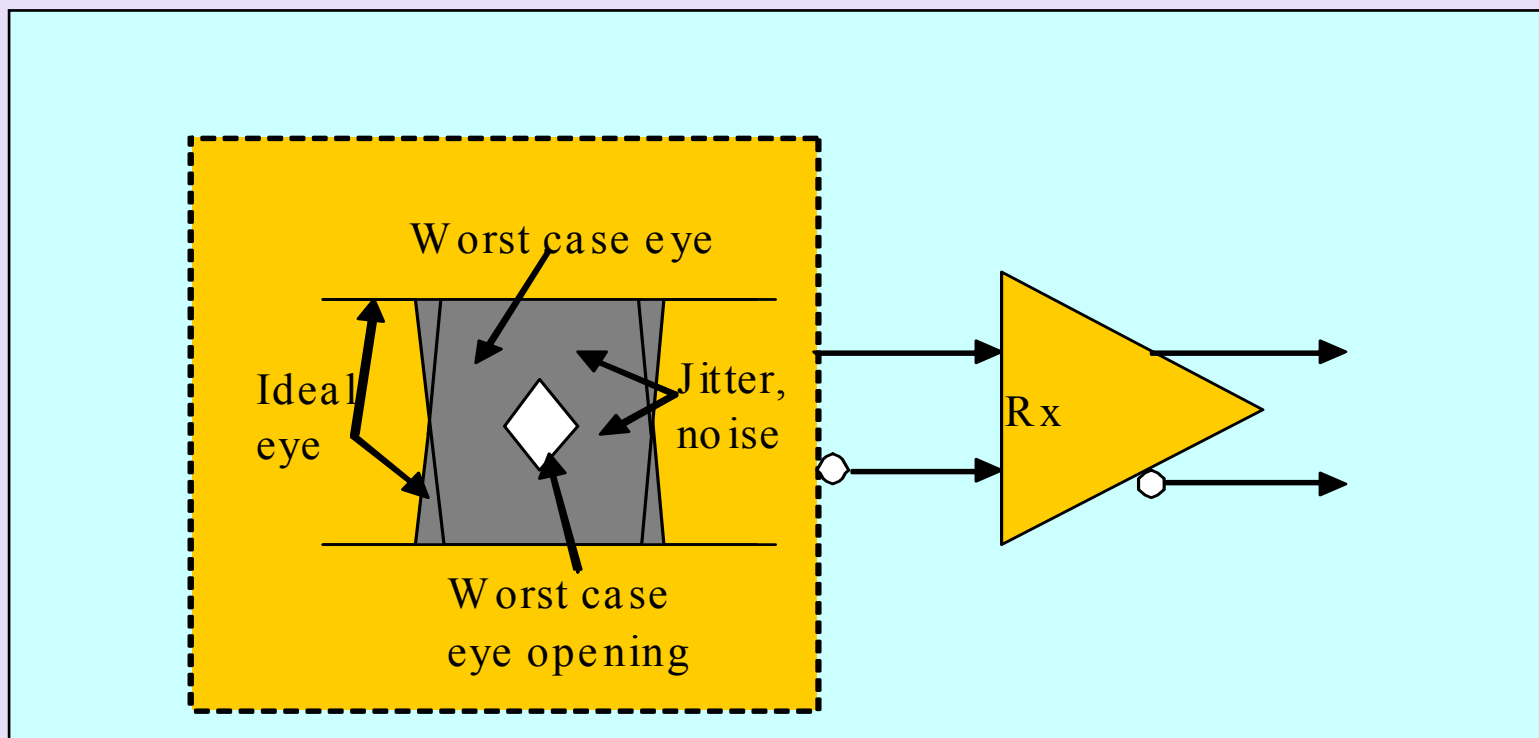 Worst case eye
Ideal
eye
Jitter,
noise
Rx
Worst case
eye opening